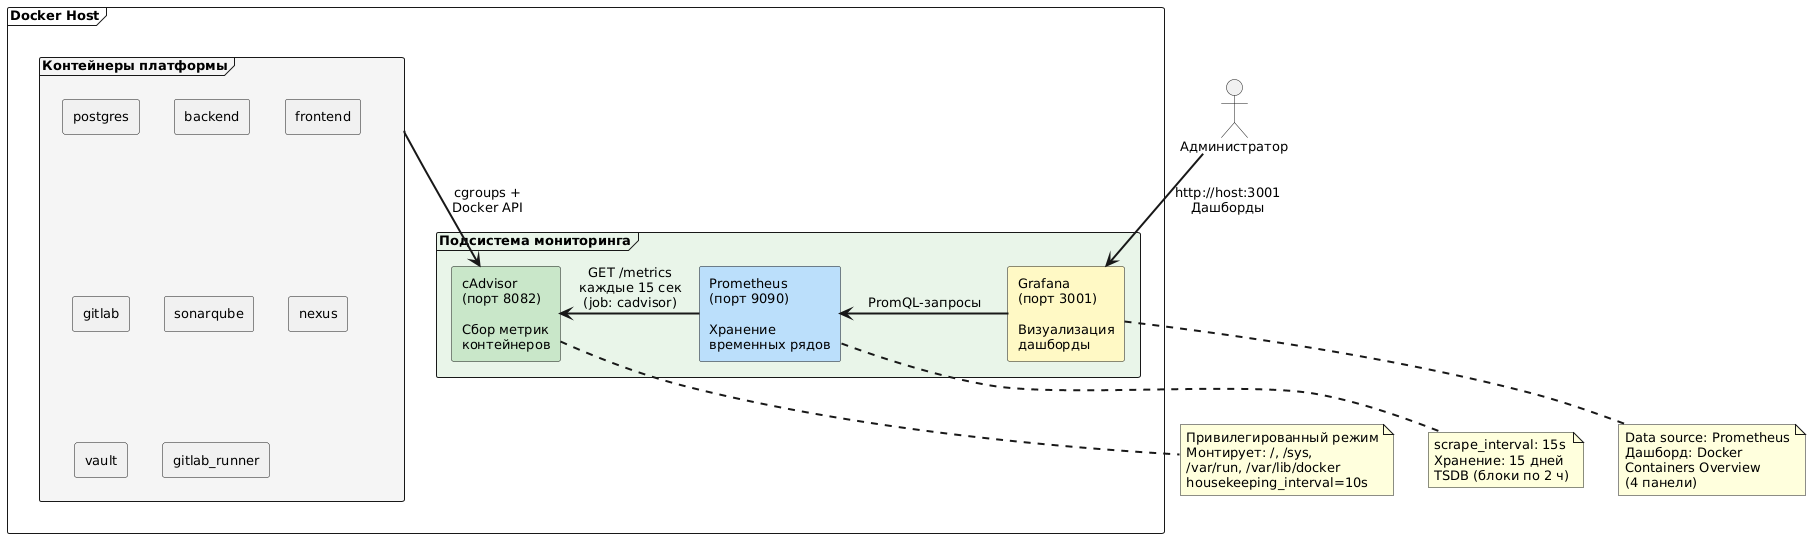 Docker Host
Контейнеры платформы
postgres
backend
frontend
gitlab
sonarqube
nexus
vault
gitlab_runner
cgroups +
Docker API
Администратор
http://host:3001
Дашборды
Подсистема мониторинга
cAdvisor
(порт 8082)
Сбор метрик
контейнеров
GET /metrics
каждые 15 сек
(job: cadvisor)
Prometheus
(порт 9090)
Хранение
временных рядов
PromQL-запросы
Grafana
(порт 3001)
Визуализация
дашборды
Привилегированный режим
Монтирует: /, /sys,
/var/run, /var/lib/docker
housekeeping_interval=10s
scrape_interval: 15s
Хранение: 15 дней
TSDB (блоки по 2 ч)
Data source: Prometheus
Дашборд: Docker
Containers Overview
(4 панели)